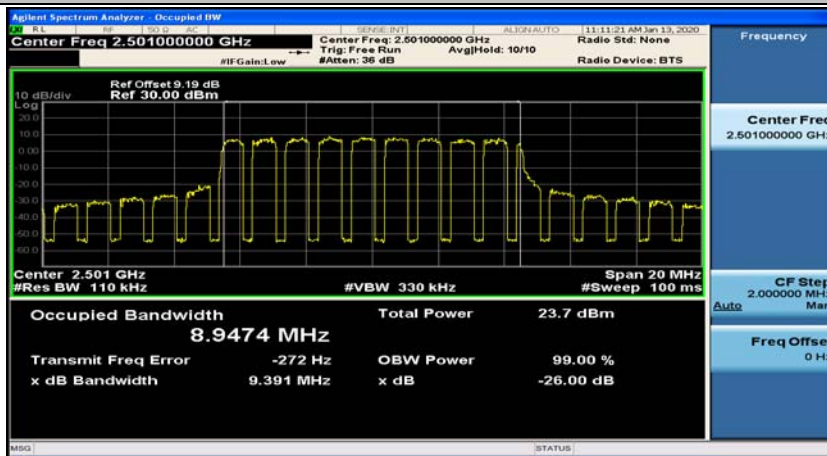 Agilent Spectrum Analyzer - Occupied BW
LXI RL RF 50 Ω AC SENSE:INT ALIGN AUTO 11:11:21 AM Jan 13, 2020
Center Freq 2.501000000 GHz Center Freq: 2.501000000 GHz Radio Std: None Frequency
Trig: Free Run Avg|Hold: 10/10
#IFGain:Low #Atten: 36 dB Radio Device: BTS
Ref Offset 9.19 dB
10 dB/div Ref 30.00 dBm
Log
20.0
10.0
0.00
-10.0
-20.0
-30.0
-40.0
-50.0
-60.0
Center Freq
2.501000000 GHz
Center 2.501 GHz Span 20 MHz
#Res BW 110 kHz #VBW 330 kHz #Sweep 100 ms
CF Step
2.000000 MHz
Auto Man
Occupied Bandwidth Total Power 23.7 dBm
8.9474 MHz
Transmit Freq Error -272 Hz OBW Power 99.00 %
x dB Bandwidth 9.391 MHz x dB -26.00 dB
Freq Offset
0 Hz
MSG STATUS